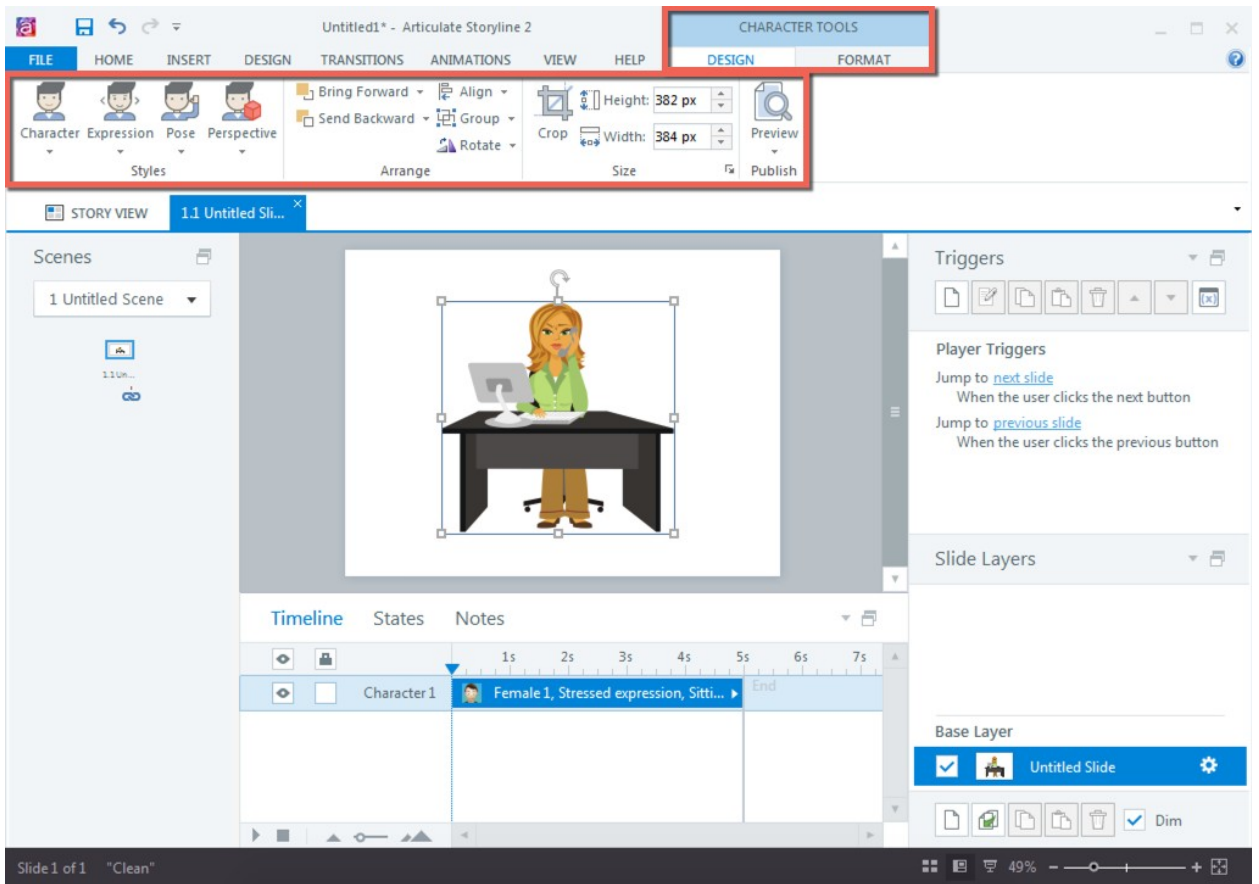 Untitled1* - Articulate Storyline 2
CHARACTER TOOLS
FILE HOME INSERT DESIGN TRANSITIONS ANIMATIONS VIEW HELP DESIGN FORMAT
Bring Forward Align Height: 382 px
Send Backward Group
Character Expression Pose Perspective Rotate Crop Width: 384 px Preview
Styles Arrange Size Publish
STORY VIEW 1.1 Untitled Sli...
Scenes
1 Untitled Scene
1.1 Un...
Triggers
(x)
Player Triggers
Jump to next slide
When the user clicks the next button
Jump to previous slide
When the user clicks the previous button
Slide Layers
Timeline States Notes
1s 2s 3s 4s 5s 6s 7s
Character 1 Female 1, Stressed expression, Sitti... End
Base Layer
Untitled Slide
Dim
Slide 1 of 1 "Clean" 49%